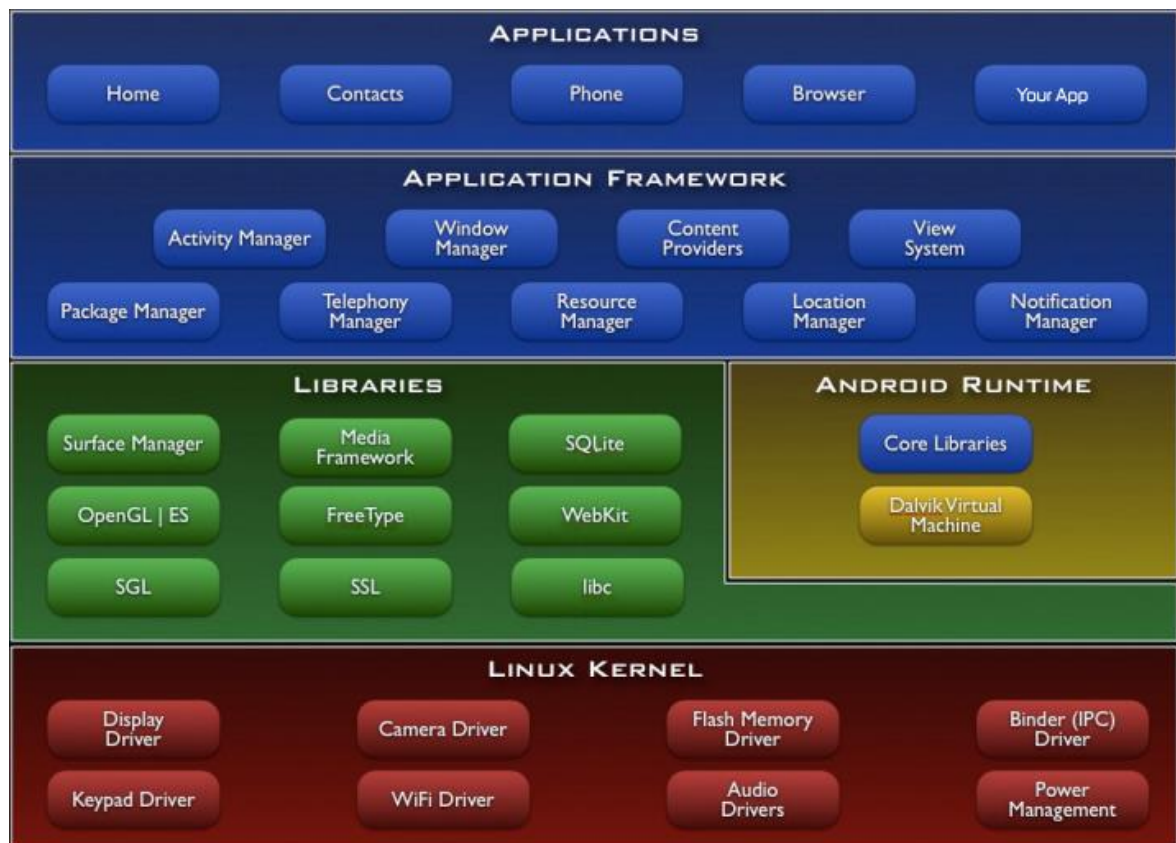 APPLICATIONS
Home
Contacts
Phone
Browser
Your App
APPLICATION FRAMEWORK
Activity Manager
Window
Manager
Content
Providers
View
System
Package Manager
Telephony
Manager
Resource
Manager
Location
Manager
Notification
Manager
LIBRARIES
Surface Manager
Media
Framework
SQLite
OpenGL | ES
FreeType
WebKit
SGL
SSL
libc
ANDROID RUNTIME
Core Libraries
Dalvik Virtual
Machine
LINUX KERNEL
Display
Driver
Camera Driver
Flash Memory
Driver
Binder (IPC)
Driver
Keypad Driver
WiFi Driver
Audio
Drivers
Power
Management